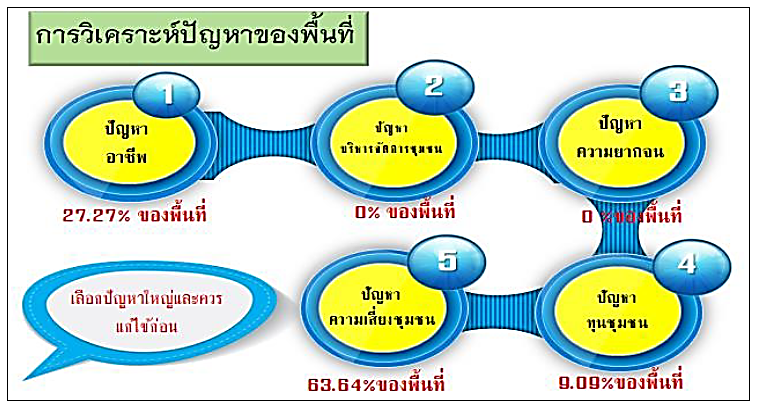 การวิเคราะห์ปัญหาของพื้นที่
1
ปัญหา
อาชีพ
27.27% ของพื้นที่
2
ปัญหา
บริหารจัดการชุมชน
0% ของพื้นที่
3
ปัญหา
ความยากจน
0 %ของพื้นที่
4
ปัญหา
ทุนชุมชน
9.09%ของพื้นที่
5
ปัญหา
ความเสี่ยงชุมชน
63.64%ของพื้นที่
เลือกปัญหาใหญ่และควร
แก้ไขก่อน